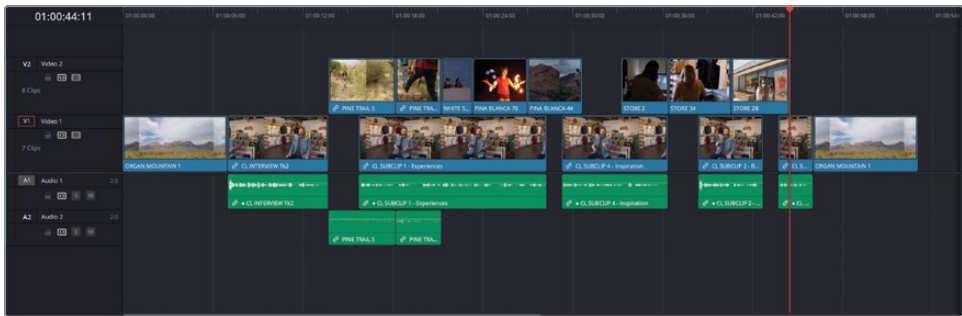 01:00:44:11
01:00:00:00 01:00:06:00 01:00:12:00 01:00:18:00 01:00:24:00 01:00:30:00 01:00:36:00 01:00:42:00 01:00:48:00 01:00:54:
V2 Video 2
8 Clips
PINE TRAIL 5 PINE TRA... WHITE S... PINA BLANCA 70 PINA BLANCA 44 STORE 2 STORE 34 STORE 28
V1 Video 1
7 Clips
ORGAN MOUNTAIN 1 CL INTERVIEW Tk2 CL SUBCLIP 1 - Experiences CL SUBCLIP 4 - Inspiration CL SUBCLIP 2 - B... CL S... ORGAN MOUNTAIN 1
A1 Audio 1 2.0
S M
• CL INTERVIEW Tk2 • CL SUBCLIP 1 - Experiences • CL SUBCLIP 4 - Inspiration • CL SUBCLIP 2 - ... • CL ...
A2 Audio 2 2.0
S M
PINE TRAIL 5 PINE TRA...